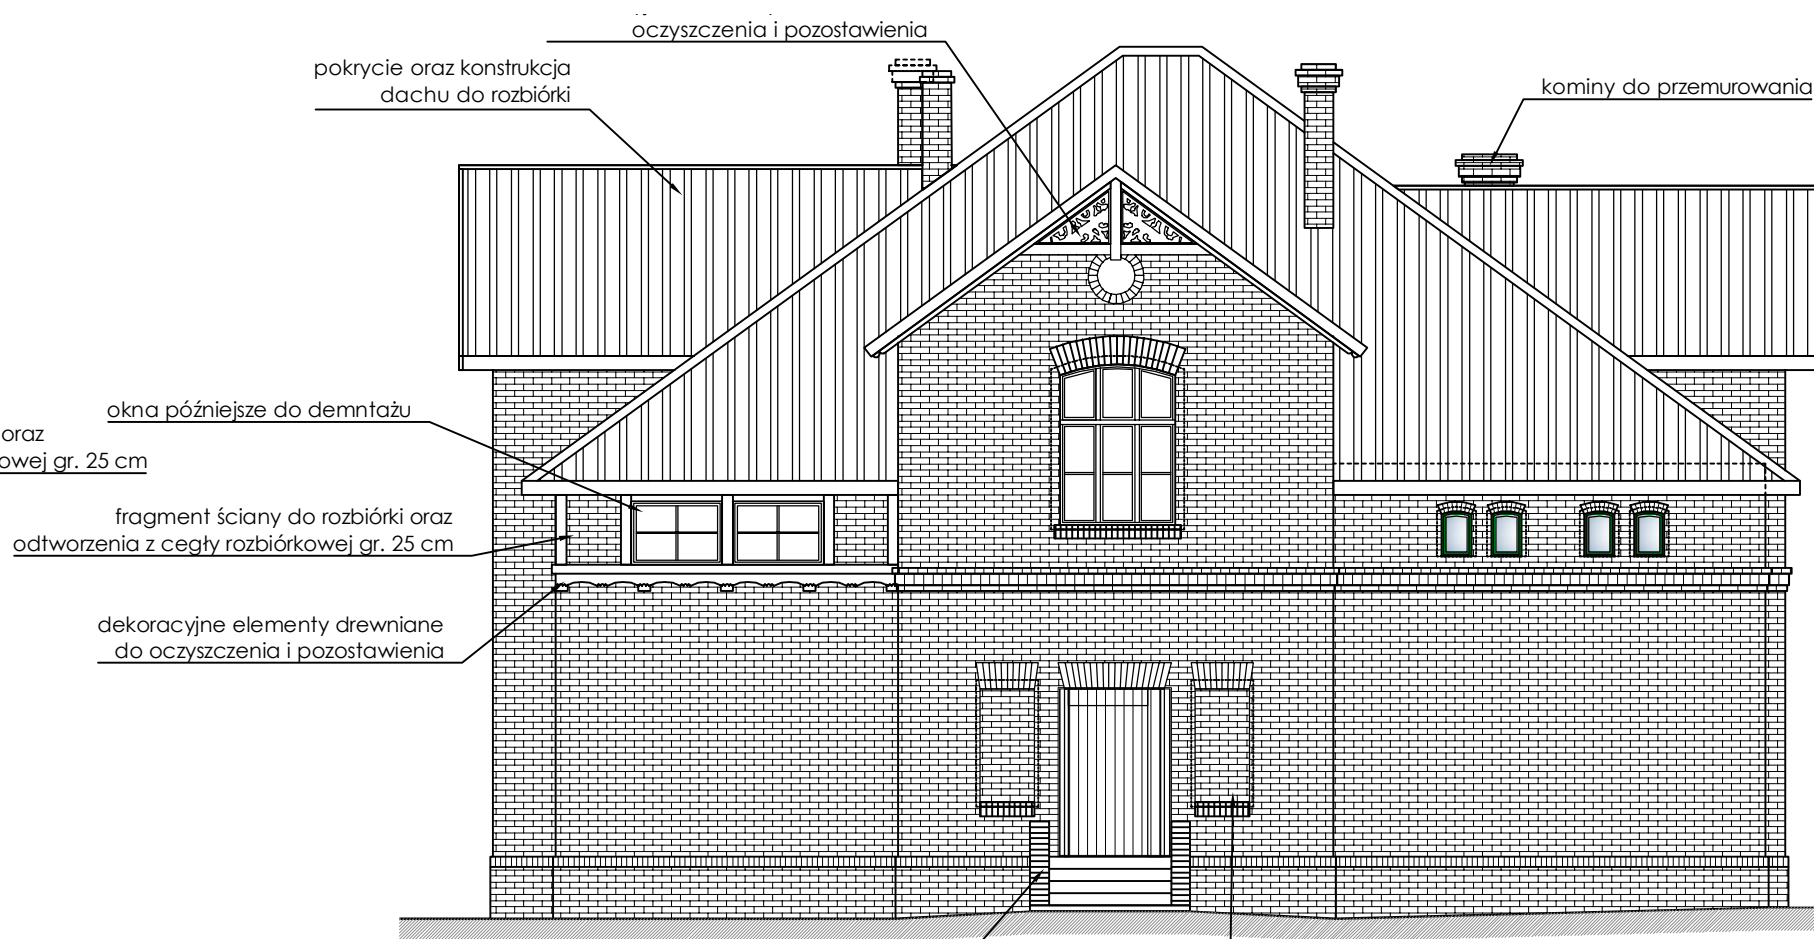 oczyszczenia i pozostawienia
pokrycie oraz konstrukcja
dachu do rozbiórki
kominy do przemurowania
okna późniejsze do demntażu
oraz
owej gr. 25 cm
fragment ściany do rozbiórki oraz
odtworzenia z cegły rozbiórkowej gr. 25 cm
dekoracyjne elementy drewniane
do oczyszczenia i pozostawienia